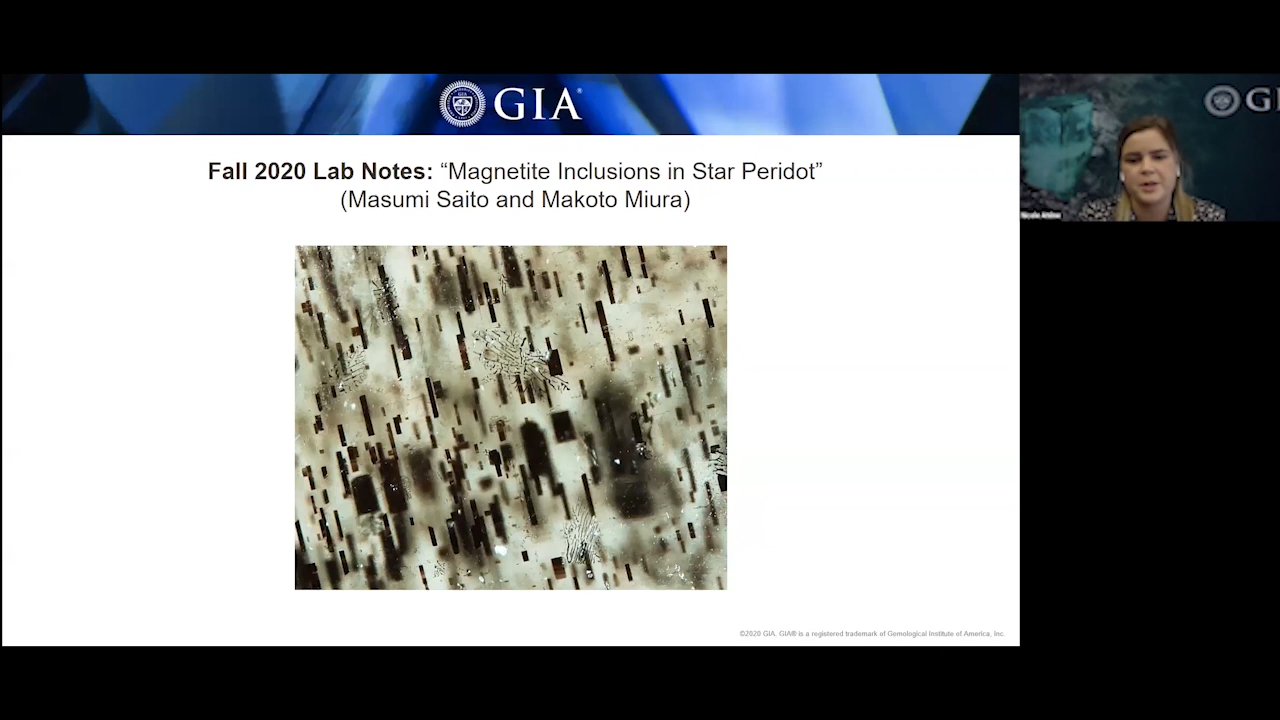 GIA®
Fall 2020 Lab Notes: “Magnetite Inclusions in Star Peridot”
(Masumi Saito and Makoto Miura)
©2020 GIA. GIA® is a registered trademark of Gemological Institute of America, Inc.
GI